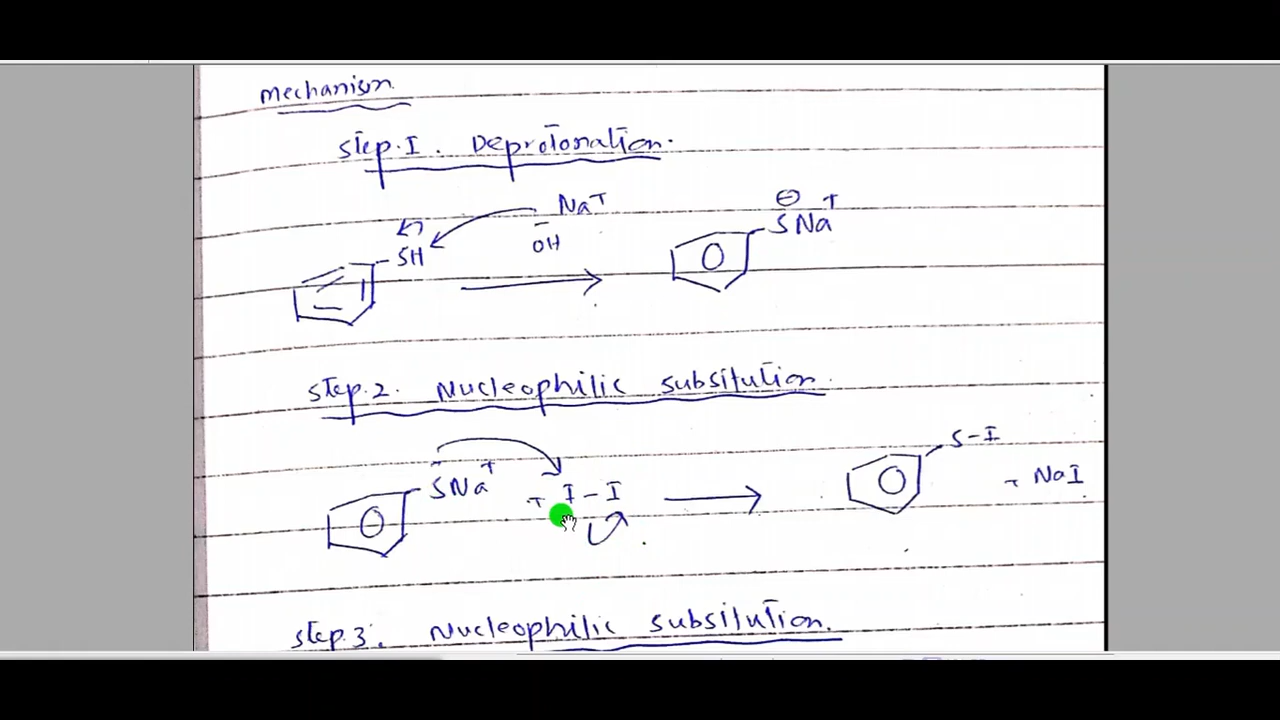 mechanism
Step.I. Deprotonation.
Na+
SH
-
OH
⊖ +
SNa
Step.2. Nucleophilic subsitution.
- +
SNa + I-I
S-I
+ NaI
Step.3. Nucleophilic subsitution.